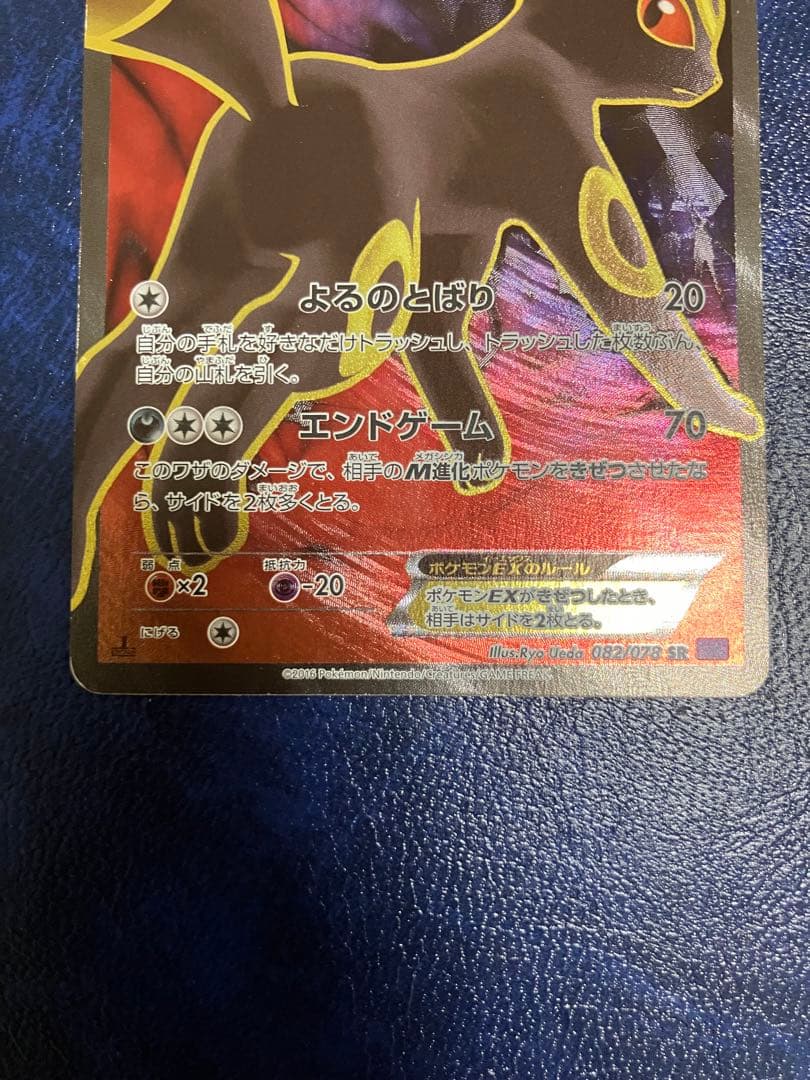 よるのとばり 20
自分の手札を好きなだけトラッシュし、トラッシュした枚数ぶん、
自分の山札を引く。
エンドゲーム 70
このワザのダメージで、相手のM進化ポケモンをきぜつさせたな
ら、サイドを2枚多くとる。
弱点 抵抗力 ポケモンEXのルール
×2 -20 ポケモンEXがきぜつしたとき、
相手はサイドを2枚とる。
にげる
Illus.Ryo Ueda 082/078 SR
©2016 Pokémon/Nintendo/Creatures/GAME FREAK